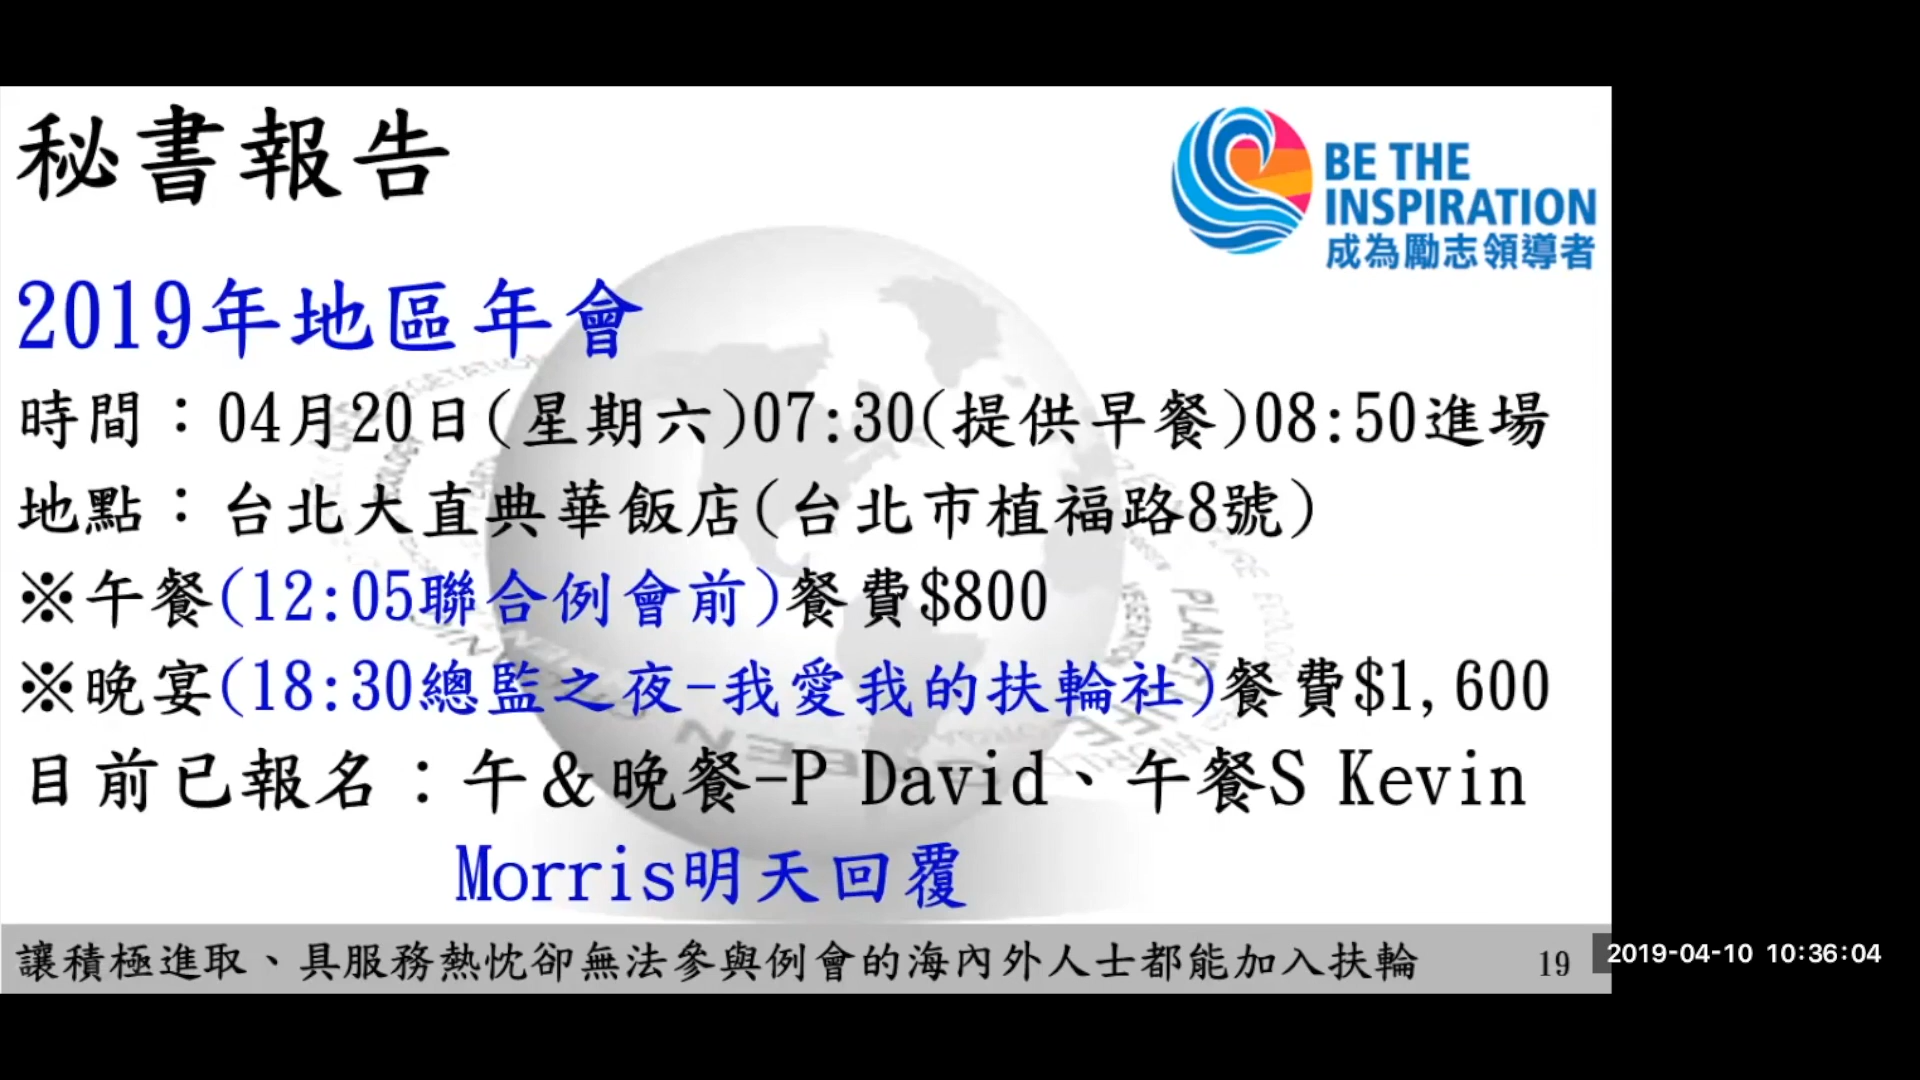 秘書報告
BE THE
INSPIRATION
成為勵志領導者
2019年地區年會
時間：04月20日(星期六)07:30(提供早餐)08:50進場
地點：台北大直典華飯店(台北市植福路8號)
※午餐(12:05聯合例會前)餐費$800
※晚宴(18:30總監之夜-我愛我的扶輪社)餐費$1,600
目前已報名：午＆晚餐-P David、午餐S Kevin
Morris明天回覆
讓積極進取、具服務熱忱卻無法參與例會的海內外人士都能加入扶輪
19
2019-04-10 10:36:04